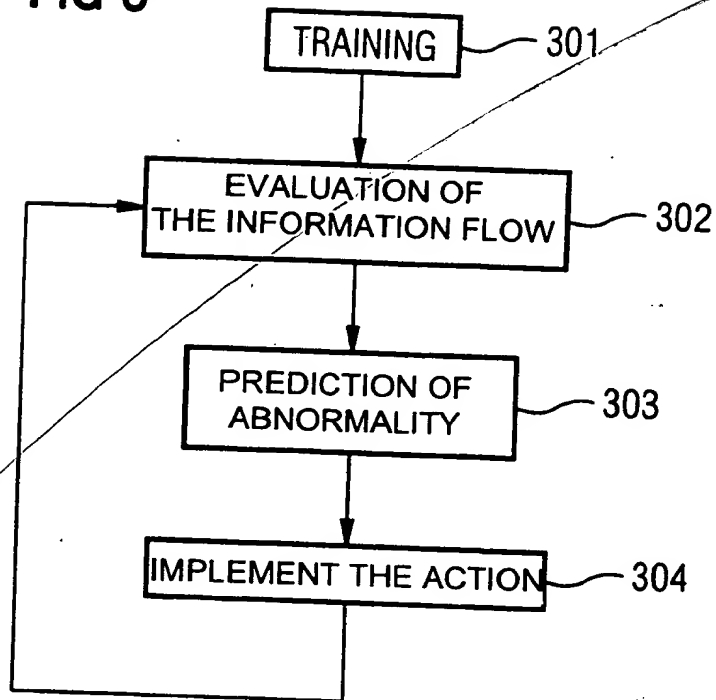 TRAINING
301
EVALUATION OF
THE INFORMATION FLOW
302
PREDICTION OF
ABNORMALITY
303
IMPLEMENT THE ACTION
304